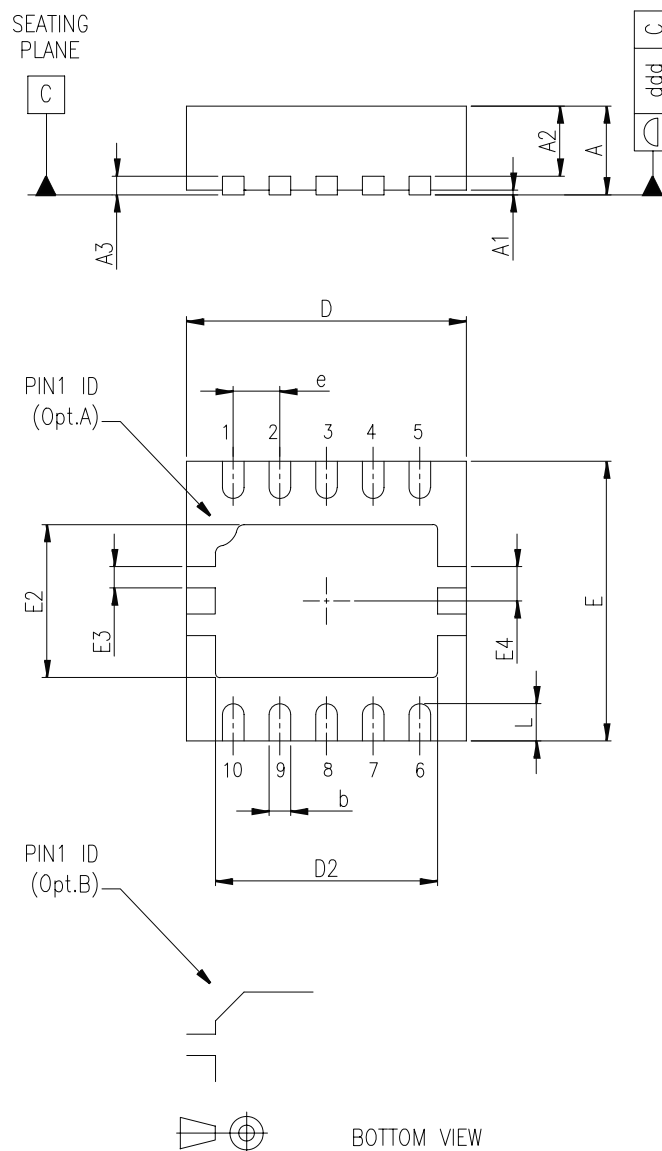 SEATING
PLANE
C
C
ddd
A2
A
A3
A1
D
PIN1 ID
(Opt.A)
e
1 2 3 4 5
E2
E3
E4
E
L
10 9 8 7 6
b
D2
PIN1 ID
(Opt.B)
BOTTOM VIEW